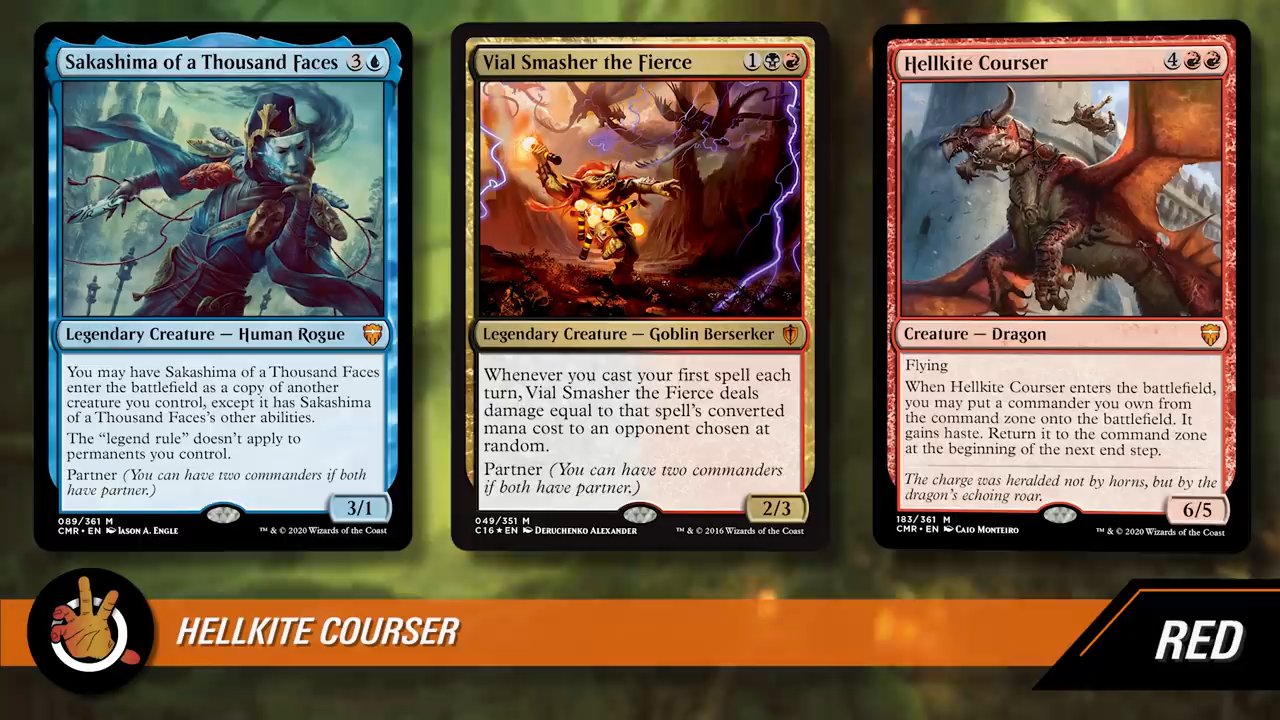 Sakashima of a Thousand Faces 3
Legendary Creature — Human Rogue
You may have Sakashima of a Thousand Faces
enter the battlefield as a copy of another
creature you control, except it has Sakashima
of a Thousand Faces's other abilities.
The “legend rule” doesn't apply to
permanents you control.
Partner (You can have two commanders if both
have partner.)
3/1
089/361 M
CMR • EN Iason A. Engle
™ & © 2020 Wizards of the Coast
Vial Smasher the Fierce 1
Legendary Creature — Goblin Berserker
Whenever you cast your first spell each
turn, Vial Smasher the Fierce deals
damage equal to that spell's converted
mana cost to an opponent chosen at
random.
Partner (You can have two commanders
if both have partner.)
2/3
049/351 M
C16 ★ EN Deruchenko Alexander
™ & © 2016 Wizards of the Coast
Hellkite Courser 4
Creature — Dragon
Flying
When Hellkite Courser enters the battlefield,
you may put a commander you own from
the command zone onto the battlefield. It
gains haste. Return it to the command zone
at the beginning of the next end step.
The charge was heralded not by horns, but by the
dragon's echoing roar.
6/5
183/361 M
CMR • EN Caio Monteiro
™ & © 2020 Wizards of the Coast
HELLKITE COURSER
RED